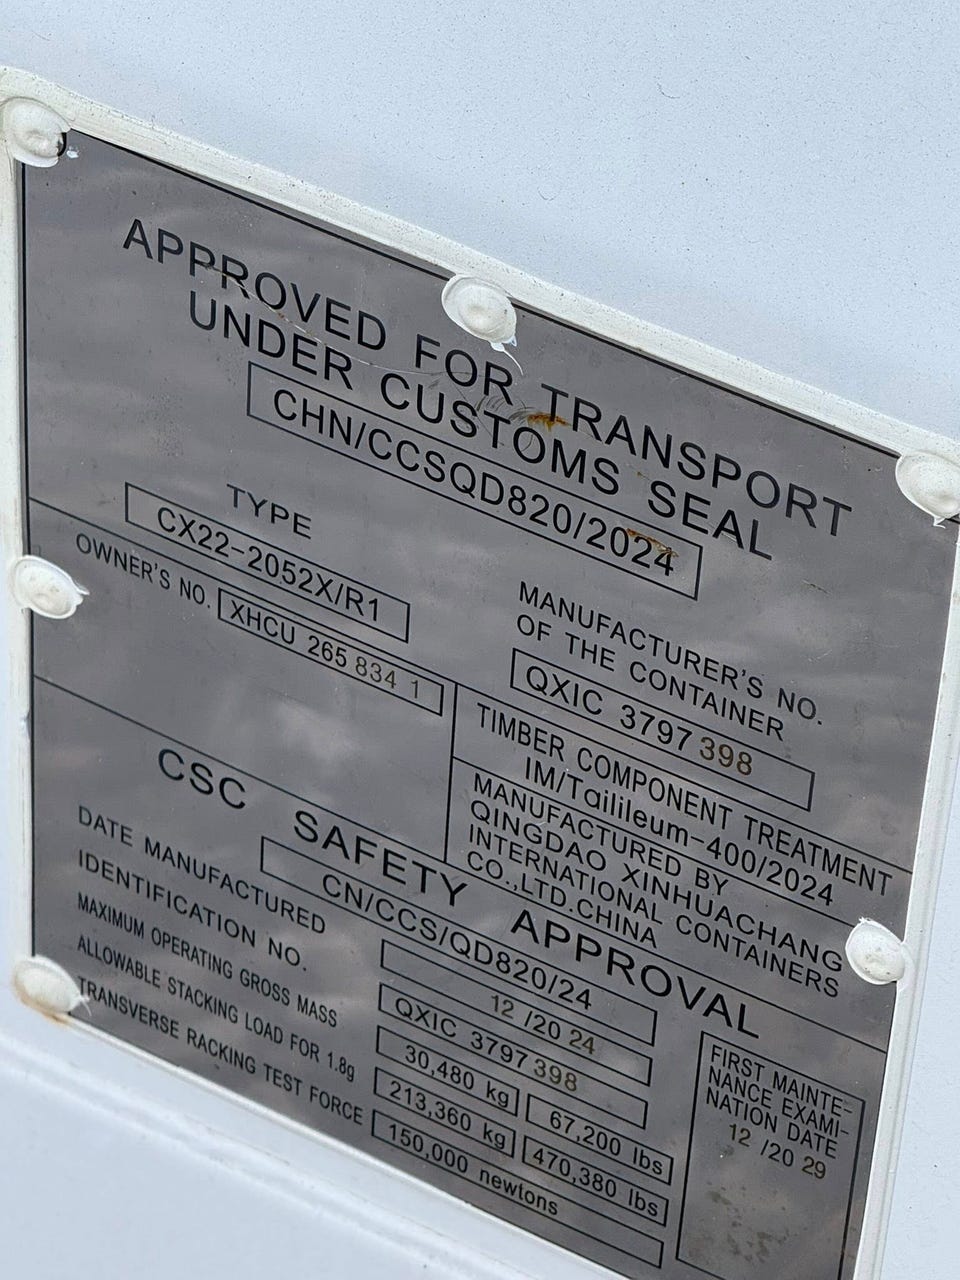 APPROVED FOR TRANSPORT
UNDER CUSTOMS SEAL
CHN/CCSQD820/2024
TYPE
CX22-2052X/R1
MANUFACTURER'S NO.
OF THE CONTAINER
QXIC 3797 398
OWNER'S NO. XHCU 265 834 1
TIMBER COMPONENT TREATMENT
IM/Tailileum-400/2024
MANUFACTURED BY
QINGDAO XINHUACHANG
INTERNATIONAL CONTAINERS
CO.,LTD.CHINA
CSC SAFETY APPROVAL
CN/CCS/QD820/24
DATE MANUFACTURED 12 /20 24
IDENTIFICATION NO. QXIC 3797 398
MAXIMUM OPERATING GROSS MASS 30,480 kg 67,200 lbs
ALLOWABLE STACKING LOAD FOR 1.8g 213,360 kg 470,380 lbs
TRANSVERSE RACKING TEST FORCE 150,000 newtons
FIRST MAINTE-
NANCE EXAMI-
NATION DATE
12 /20 29